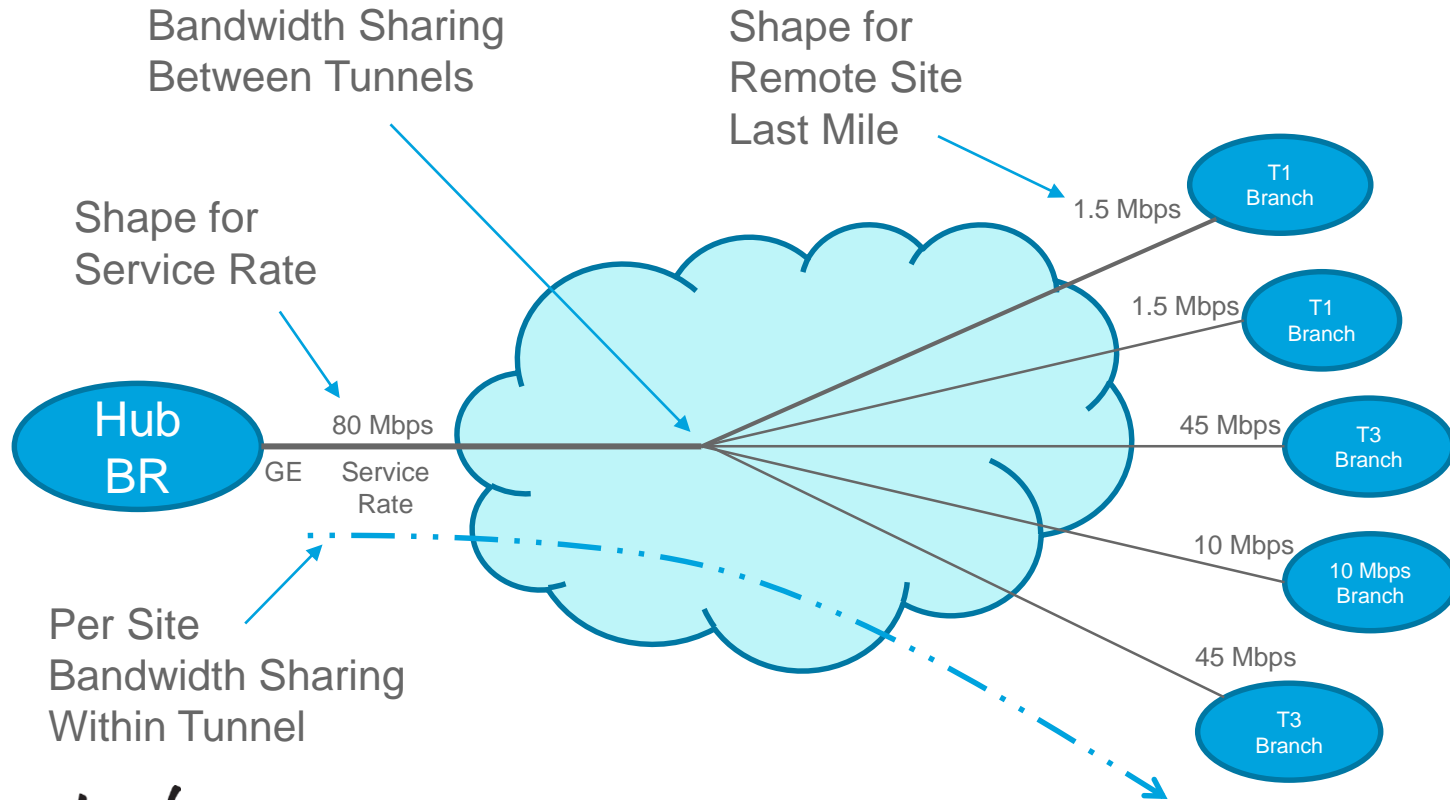 Bandwidth Sharing
Between Tunnels
Shape for
Remote Site
Last Mile
Shape for
Service Rate
Hub
BR
GE
80 Mbps
Service
Rate
1.5 Mbps
T1
Branch
1.5 Mbps
T1
Branch
45 Mbps
T3
Branch
10 Mbps
10 Mbps
Branch
45 Mbps
T3
Branch
Per Site
Bandwidth Sharing
Within Tunnel